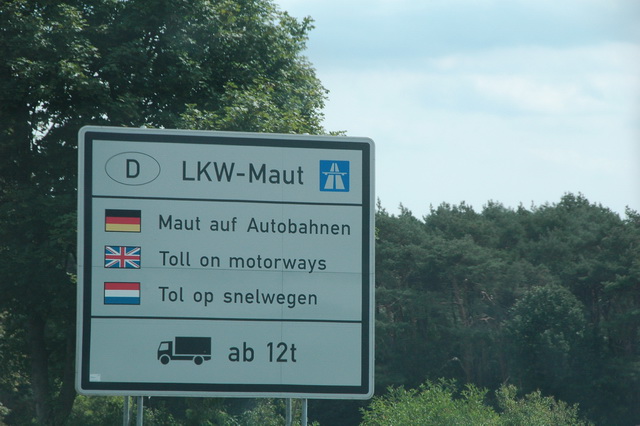 D LKW-Maut
Maut auf Autobahnen
Toll on motorways
Tol op snelwegen
ab 12t